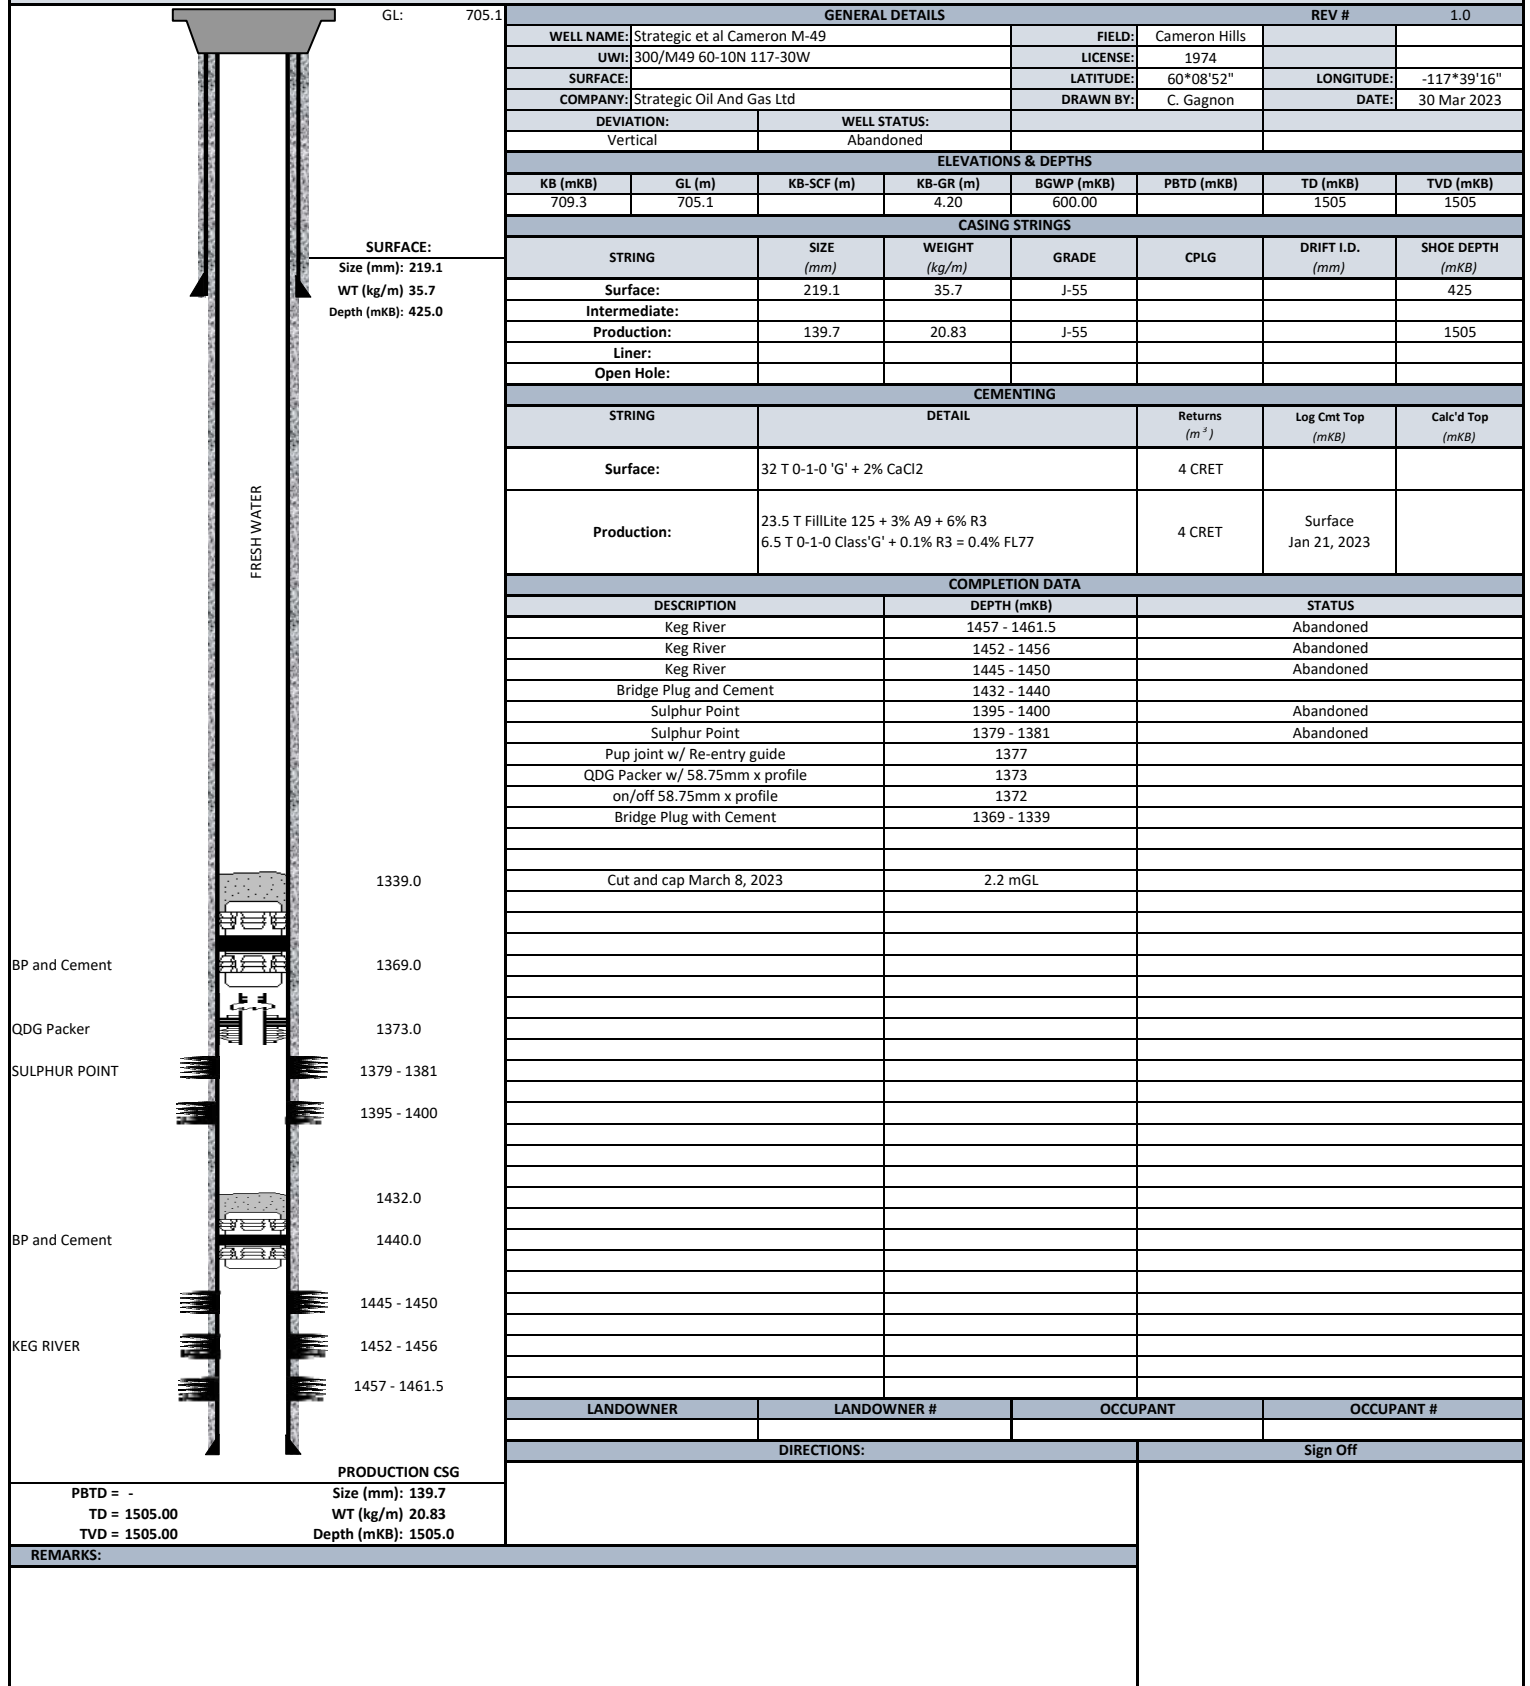 GL: 705.1
GENERAL DETAILS REV # 1.0
WELL NAME: Strategic et al Cameron M-49 FIELD: Cameron Hills
UWI: 300/M49 60-10N 117-30W LICENSE: 1974
SURFACE: LATITUDE: 60*08'52" LONGITUDE: -117*39'16"
COMPANY: Strategic Oil And Gas Ltd DRAWN BY: C. Gagnon DATE: 30 Mar 2023
DEVIATION: WELL STATUS:
Vertical Abandoned
ELEVATIONS & DEPTHS
KB (mKB) GL (m) KB-SCF (m) KB-GR (m) BGWP (mKB) PBTD (mKB) TD (mKB) TVD (mKB)
709.3 705.1 4.20 600.00 1505 1505
CASING STRINGS
STRING SIZE (mm) WEIGHT (kg/m) GRADE CPLG DRIFT I.D. (mm) SHOE DEPTH (mKB)
Surface: 219.1 35.7 J-55 425
Intermediate:
Production: 139.7 20.83 J-55 1505
Liner:
Open Hole:
CEMENTING
STRING DETAIL Returns (m³) Log Cmt Top (mKB) Calc'd Top (mKB)
Surface: 32 T 0-1-0 'G' + 2% CaCl2 4 CRET
Production: 23.5 T FillLite 125 + 3% A9 + 6% R3
6.5 T 0-1-0 Class'G' + 0.1% R3 = 0.4% FL77 4 CRET Surface
Jan 21, 2023
COMPLETION DATA
DESCRIPTION DEPTH (mKB) STATUS
Keg River 1457 - 1461.5 Abandoned
Keg River 1452 - 1456 Abandoned
Keg River 1445 - 1450 Abandoned
Bridge Plug and Cement 1432 - 1440
Sulphur Point 1395 - 1400 Abandoned
Sulphur Point 1379 - 1381 Abandoned
Pup joint w/ Re-entry guide 1377
QDG Packer w/ 58.75mm x profile 1373
on/off 58.75mm x profile 1372
Bridge Plug with Cement 1369 - 1339
Cut and cap March 8, 2023 2.2 mGL
LANDOWNER LANDOWNER # OCCUPANT OCCUPANT #
DIRECTIONS: Sign Off
SURFACE:
Size (mm): 219.1
WT (kg/m) 35.7
Depth (mKB): 425.0
FRESH WATER
1339.0
BP and Cement 1369.0
QDG Packer 1373.0
SULPHUR POINT 1379 - 1381
1395 - 1400
1432.0
BP and Cement 1440.0
1445 - 1450
KEG RIVER 1452 - 1456
1457 - 1461.5
PRODUCTION CSG
PBTD = - Size (mm): 139.7
TD = 1505.00 WT (kg/m) 20.83
TVD = 1505.00 Depth (mKB): 1505.0
REMARKS: